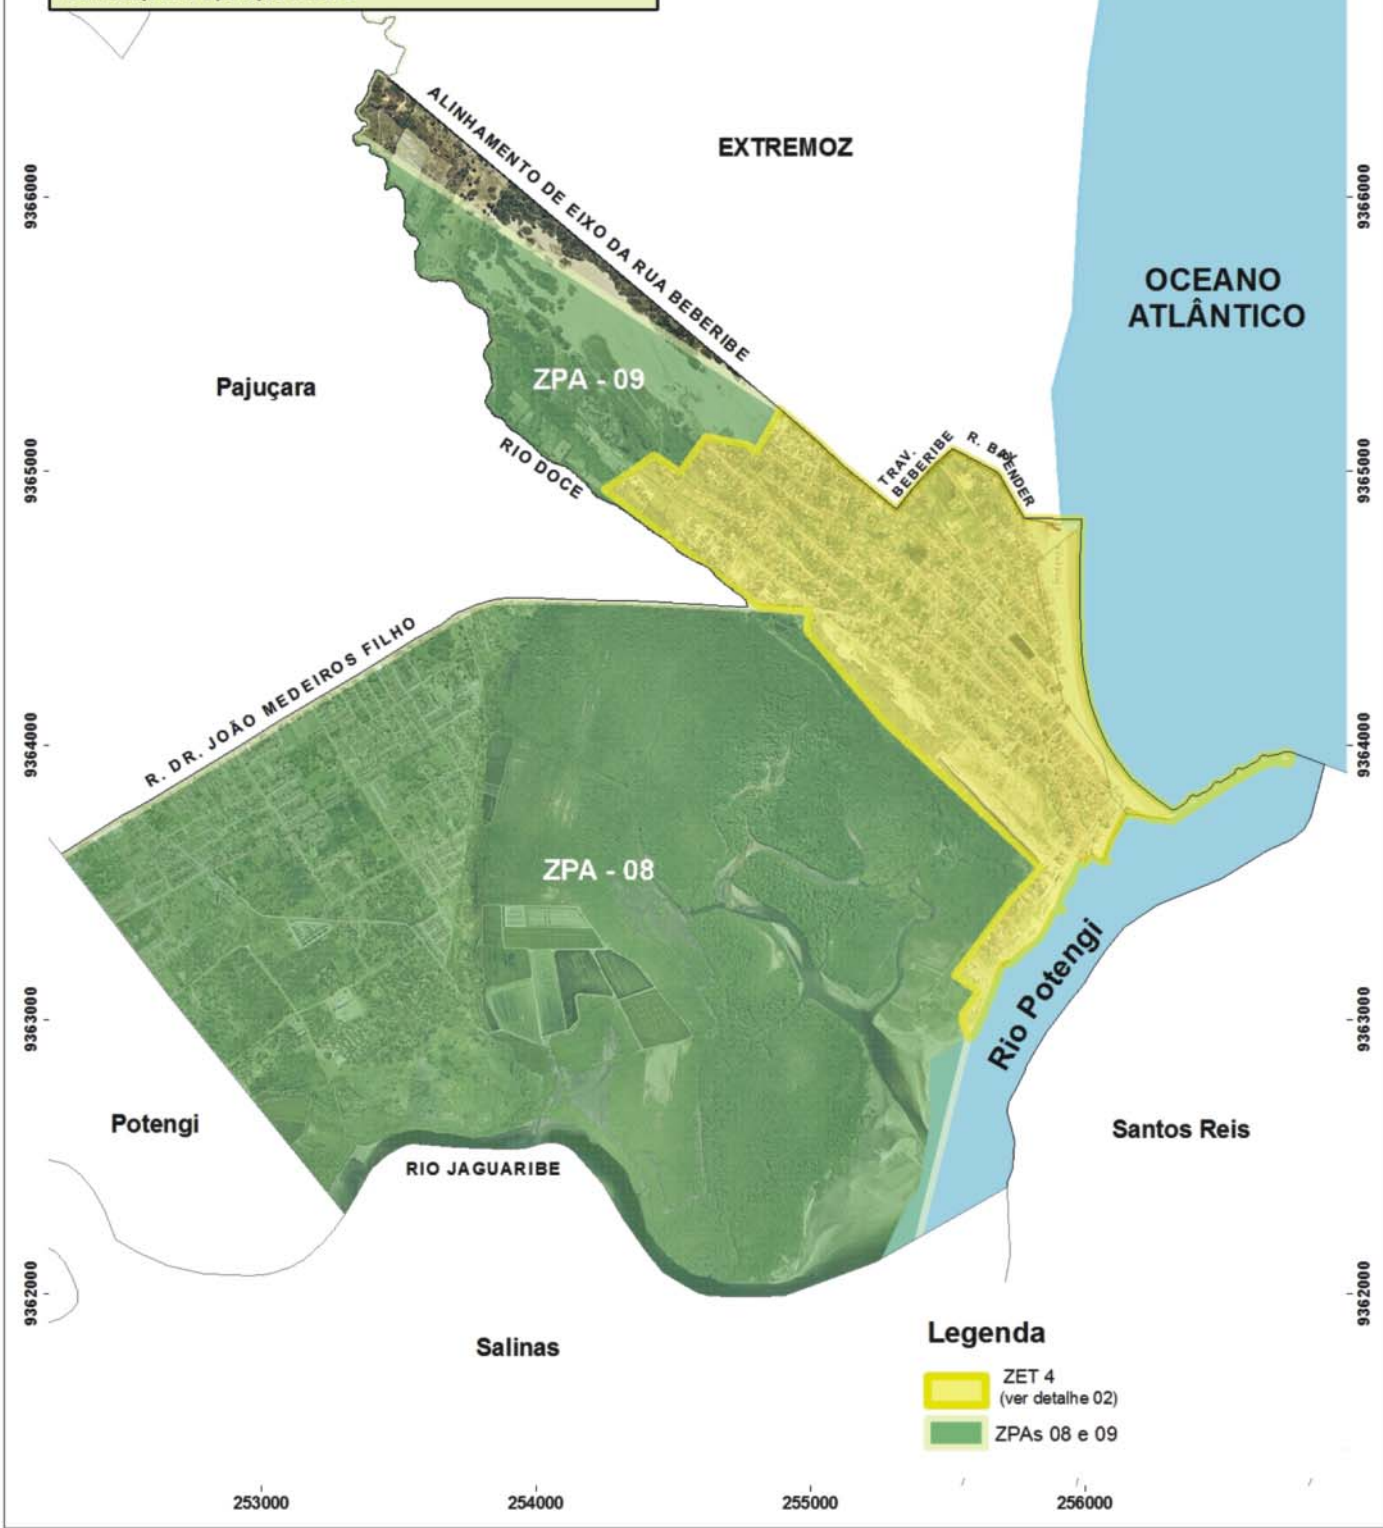 EXTREMOZ
ALINHAMENTO DE EIXO DA RUA BEBERIBE
OCEANO
ATLÂNTICO
9366000
9366000
Pajuçara
ZPA - 09
RIO DOCE
TRAV.
BEBERIBE
9365000
9365000
R. DR. JOÃO MEDEIROS FILHO
9364000
9364000
ZPA - 08
Rio Potengi
9363000
9363000
Potengi
Santos Reis
RIO JAGUARIBE
9362000
9362000
Salinas
Legenda
ZET 4
(ver detalhe 02)
ZPAs 08 e 09
253000
254000
255000
256000